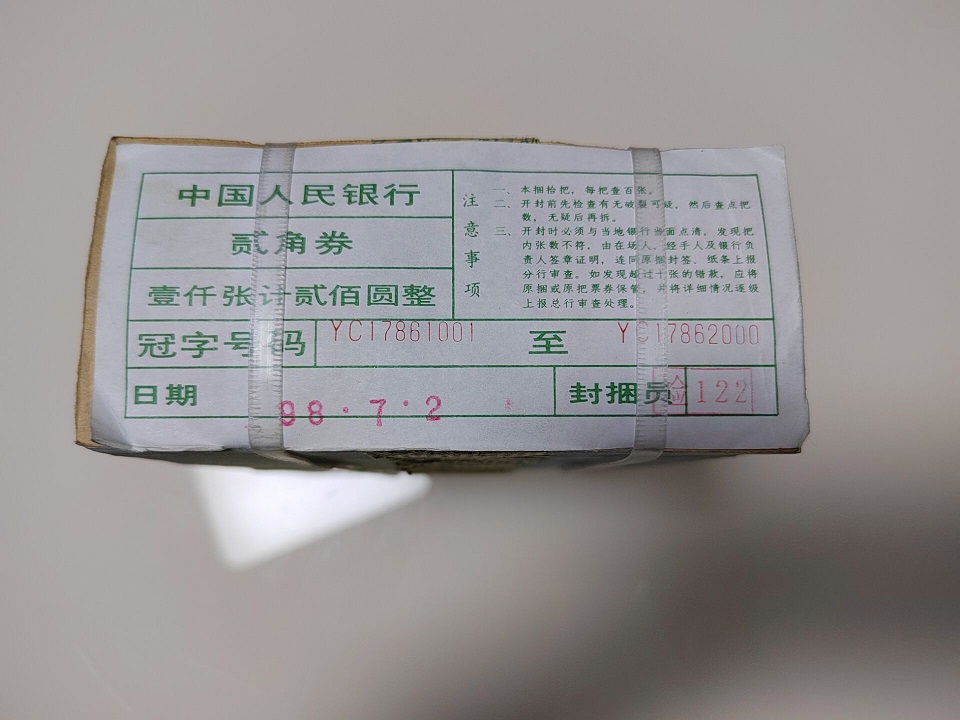 中国人民银行
贰角券
壹仟张计贰佰圆整
注意事项
一、本捆拾把，每把壹百张。
二、开封前先检查有无破裂可疑，然后查点把
数，无疑后再拆。
三、开封时必须与当地银行当面点清，发现把
内张数不符，由在场人、经手人及银行负
责人签章证明，连同原捆封签、纸条上报
分行审查。如发现超过十张的错款，应将
原捆或原把票券保管，并将详细情况逐级
上报总行审查处理。
冠字号码 YC17861001 至 YC17862000
日期 98·7·2 封捆员 验 122